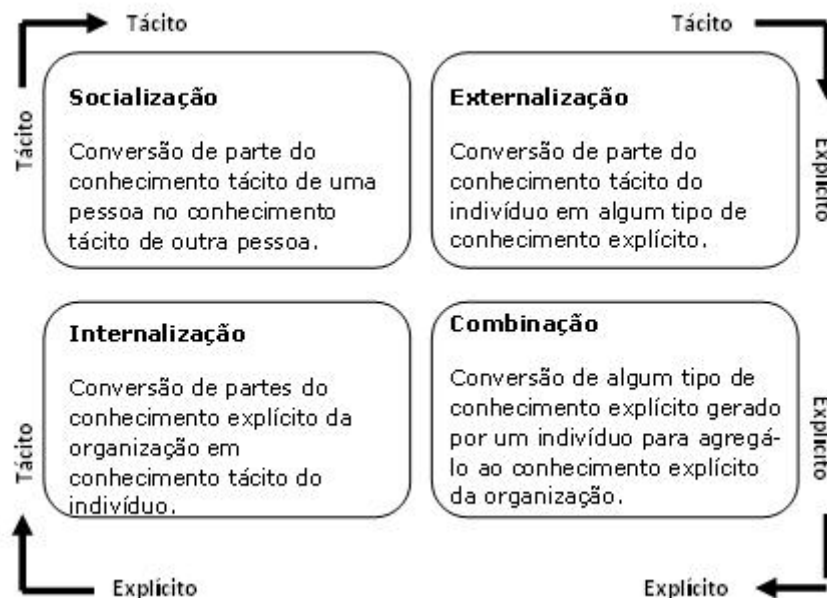 Tácito
Tácito
Tácito
Socialização
Conversão de parte do
conhecimento tácito de uma
pessoa no conhecimento
tácito de outra pessoa.
Externalização
Conversão de parte do
conhecimento tácito do
indivíduo em algum tipo de
conhecimento explícito.
Explícito
Tácito
Internalização
Conversão de partes do
conhecimento explícito da
organização em
conhecimento tácito do
indivíduo.
Combinação
Conversão de algum tipo de
conhecimento explícito gerado
por um indivíduo para agregá-
lo ao conhecimento explícito
da organização.
Explícito
Explícito
Explícito